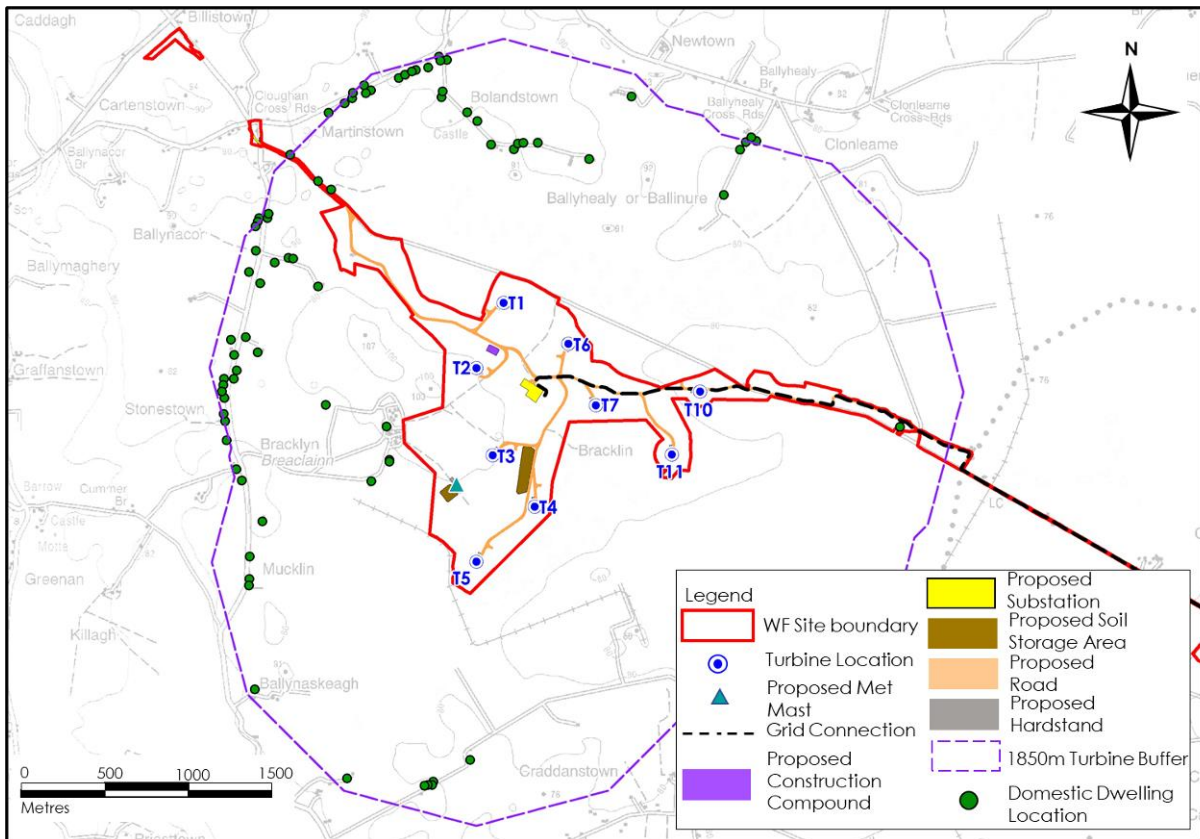 Caddagh
Billistown
Newtown
N
Ballyhealy
Cross Rds
Clonleame
Cross Rds
Cartenstown
Cloughan
Cross Rds
Bolandstown
Ballyhealy
Cross Rds
Martinstown
Castle
Clonleame
Ballynacor
Br
Ballyhealy or Ballinure
Ballynacor
Ballymaghery
T1
T6
T2
Graffanstown
T7
T10
Stonestown
Bracklyn
Breaclainn
Bracklin
T3
T11
Cummer
Br
Castle
Motte
T4
LC
Greenan
Mucklin
T5
Killagh
Ballynaskeagh
Craddanstown
0 500 1000 1500
Metres
Legend
WF Site boundary
Turbine Location
Proposed Met
Mast
Grid Connection
Proposed
Construction
Compound
Proposed
Substation
Proposed Soil
Storage Area
Proposed
Road
Proposed
Hardstand
1850m Turbine Buffer
Domestic Dwelling
Location